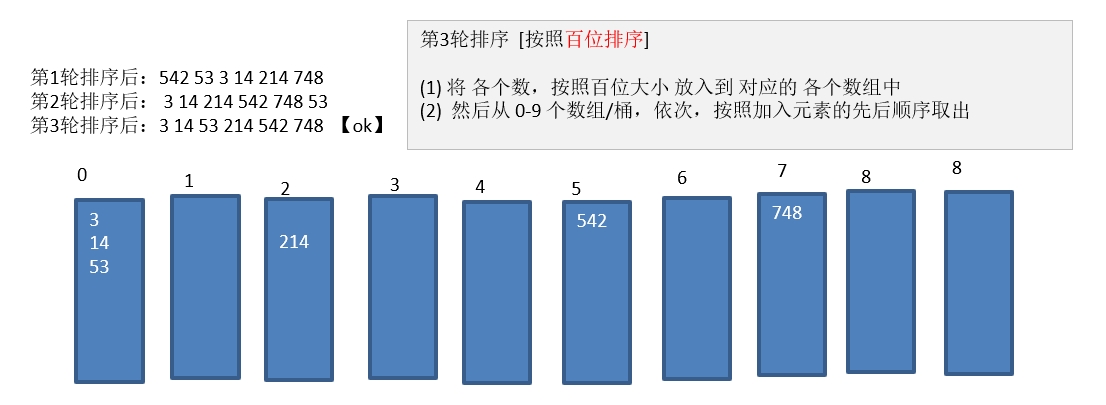 第1轮排序后：542 53 3 14 214 748
第2轮排序后： 3 14 214 542 748 53
第3轮排序后：3 14 53 214 542 748 【ok】
第3轮排序 [按照百位排序]
(1) 将 各个数，按照百位大小 放入到 对应的 各个数组中
(2) 然后从 0-9 个数组/桶，依次，按照加入元素的先后顺序取出
0 1 2 3 4 5 6 7 8 8
3
14
53
214
542
748